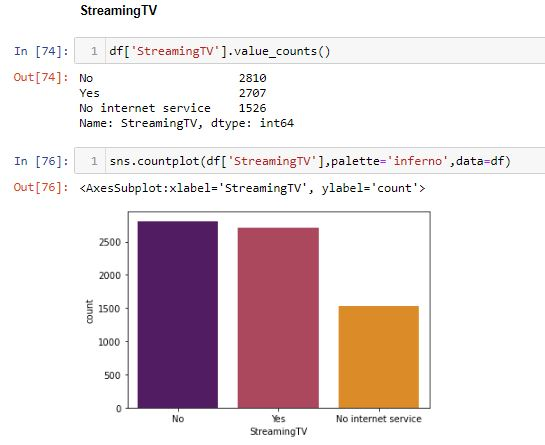 StreamingTV
In [74]: 1 df['StreamingTV'].value_counts()
Out[74]: No 2810
Yes 2707
No internet service 1526
Name: StreamingTV, dtype: int64
In [76]: 1 sns.countplot(df['StreamingTV'],palette='inferno',data=df)
Out[76]: <AxesSubplot:xlabel='StreamingTV', ylabel='count'>
2500
2000
1500
1000
500
0
count
No Yes No internet service
StreamingTV